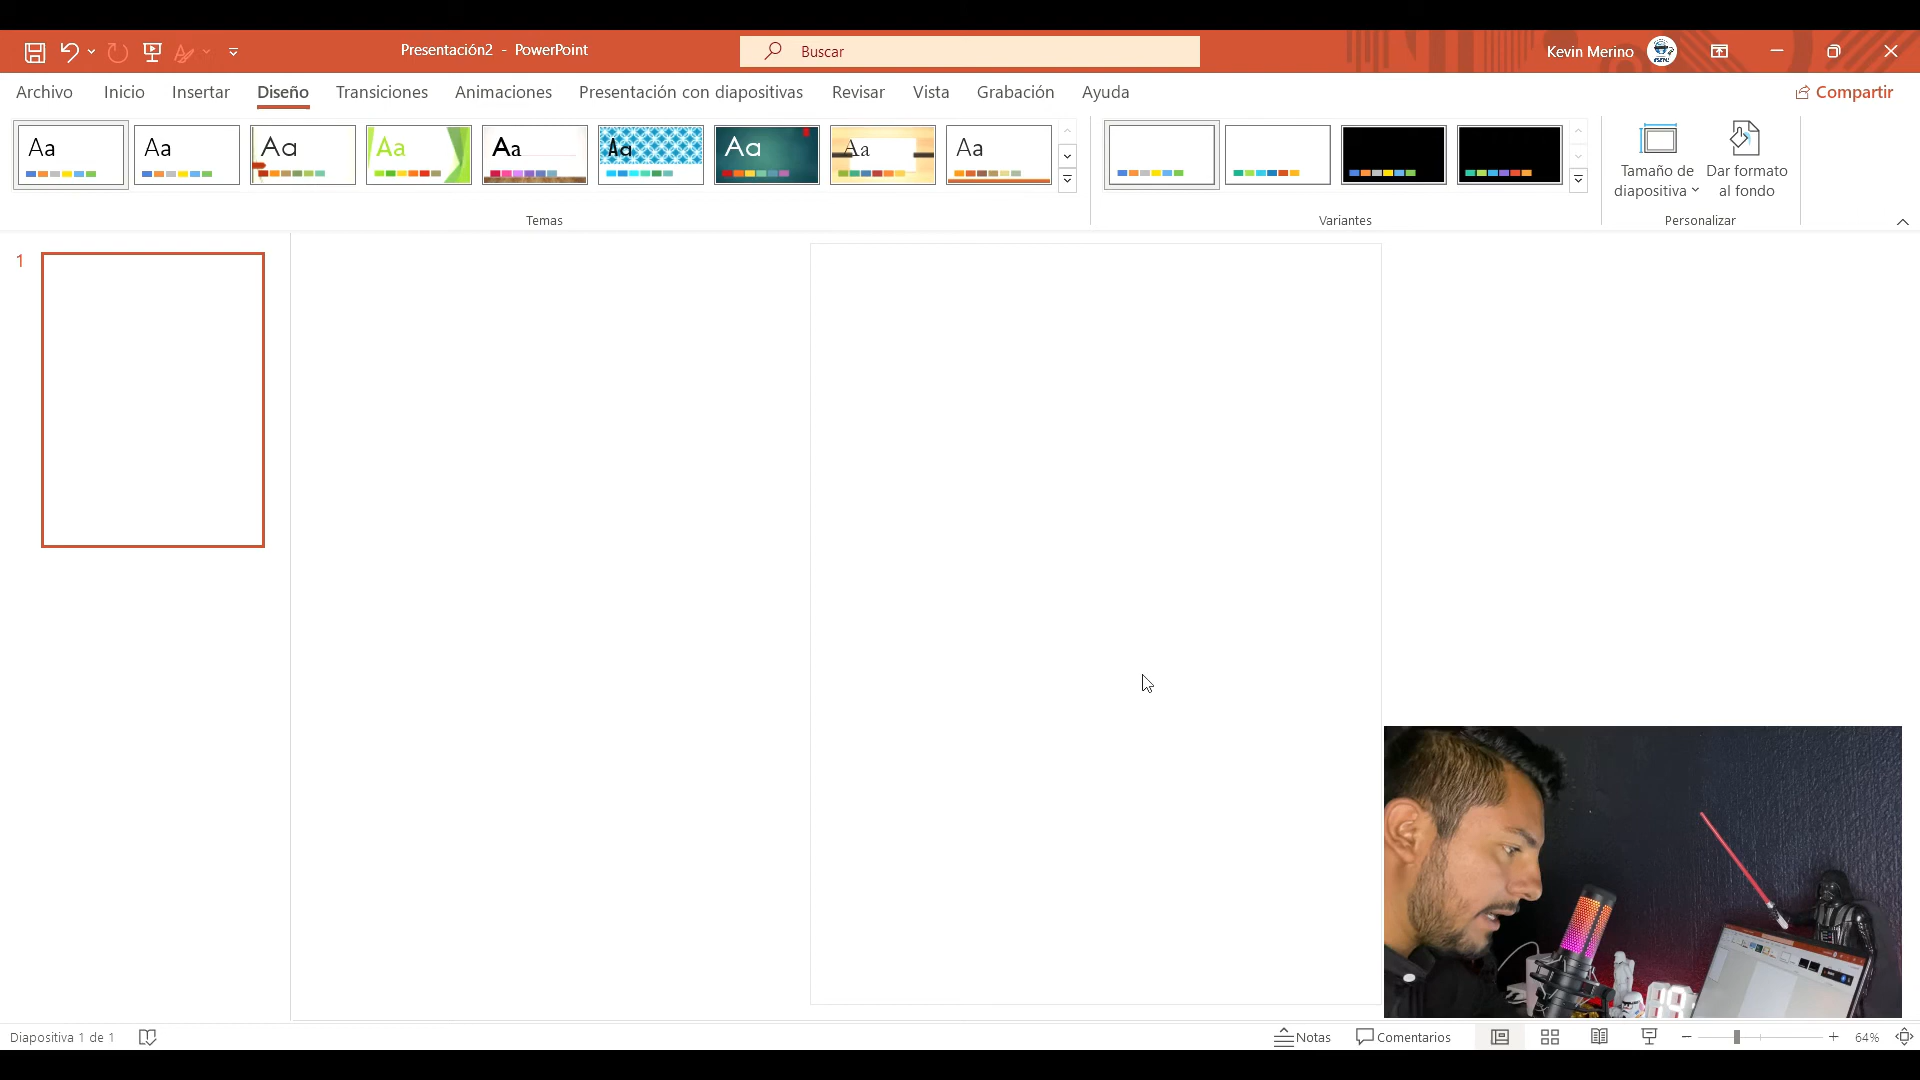 Presentación2 - PowerPoint
Buscar
Kevin Merino
Archivo Inicio Insertar Diseño Transiciones Animaciones Presentación con diapositivas Revisar Vista Grabación Ayuda
Compartir
Aa Aa Aa Aa Aa Aa Aa Aa Aa
Tamaño de
diapositiva
Dar formato
al fondo
Temas
Variantes
Personalizar
1
19
Diapositiva 1 de 1
Notas
Comentarios
64%